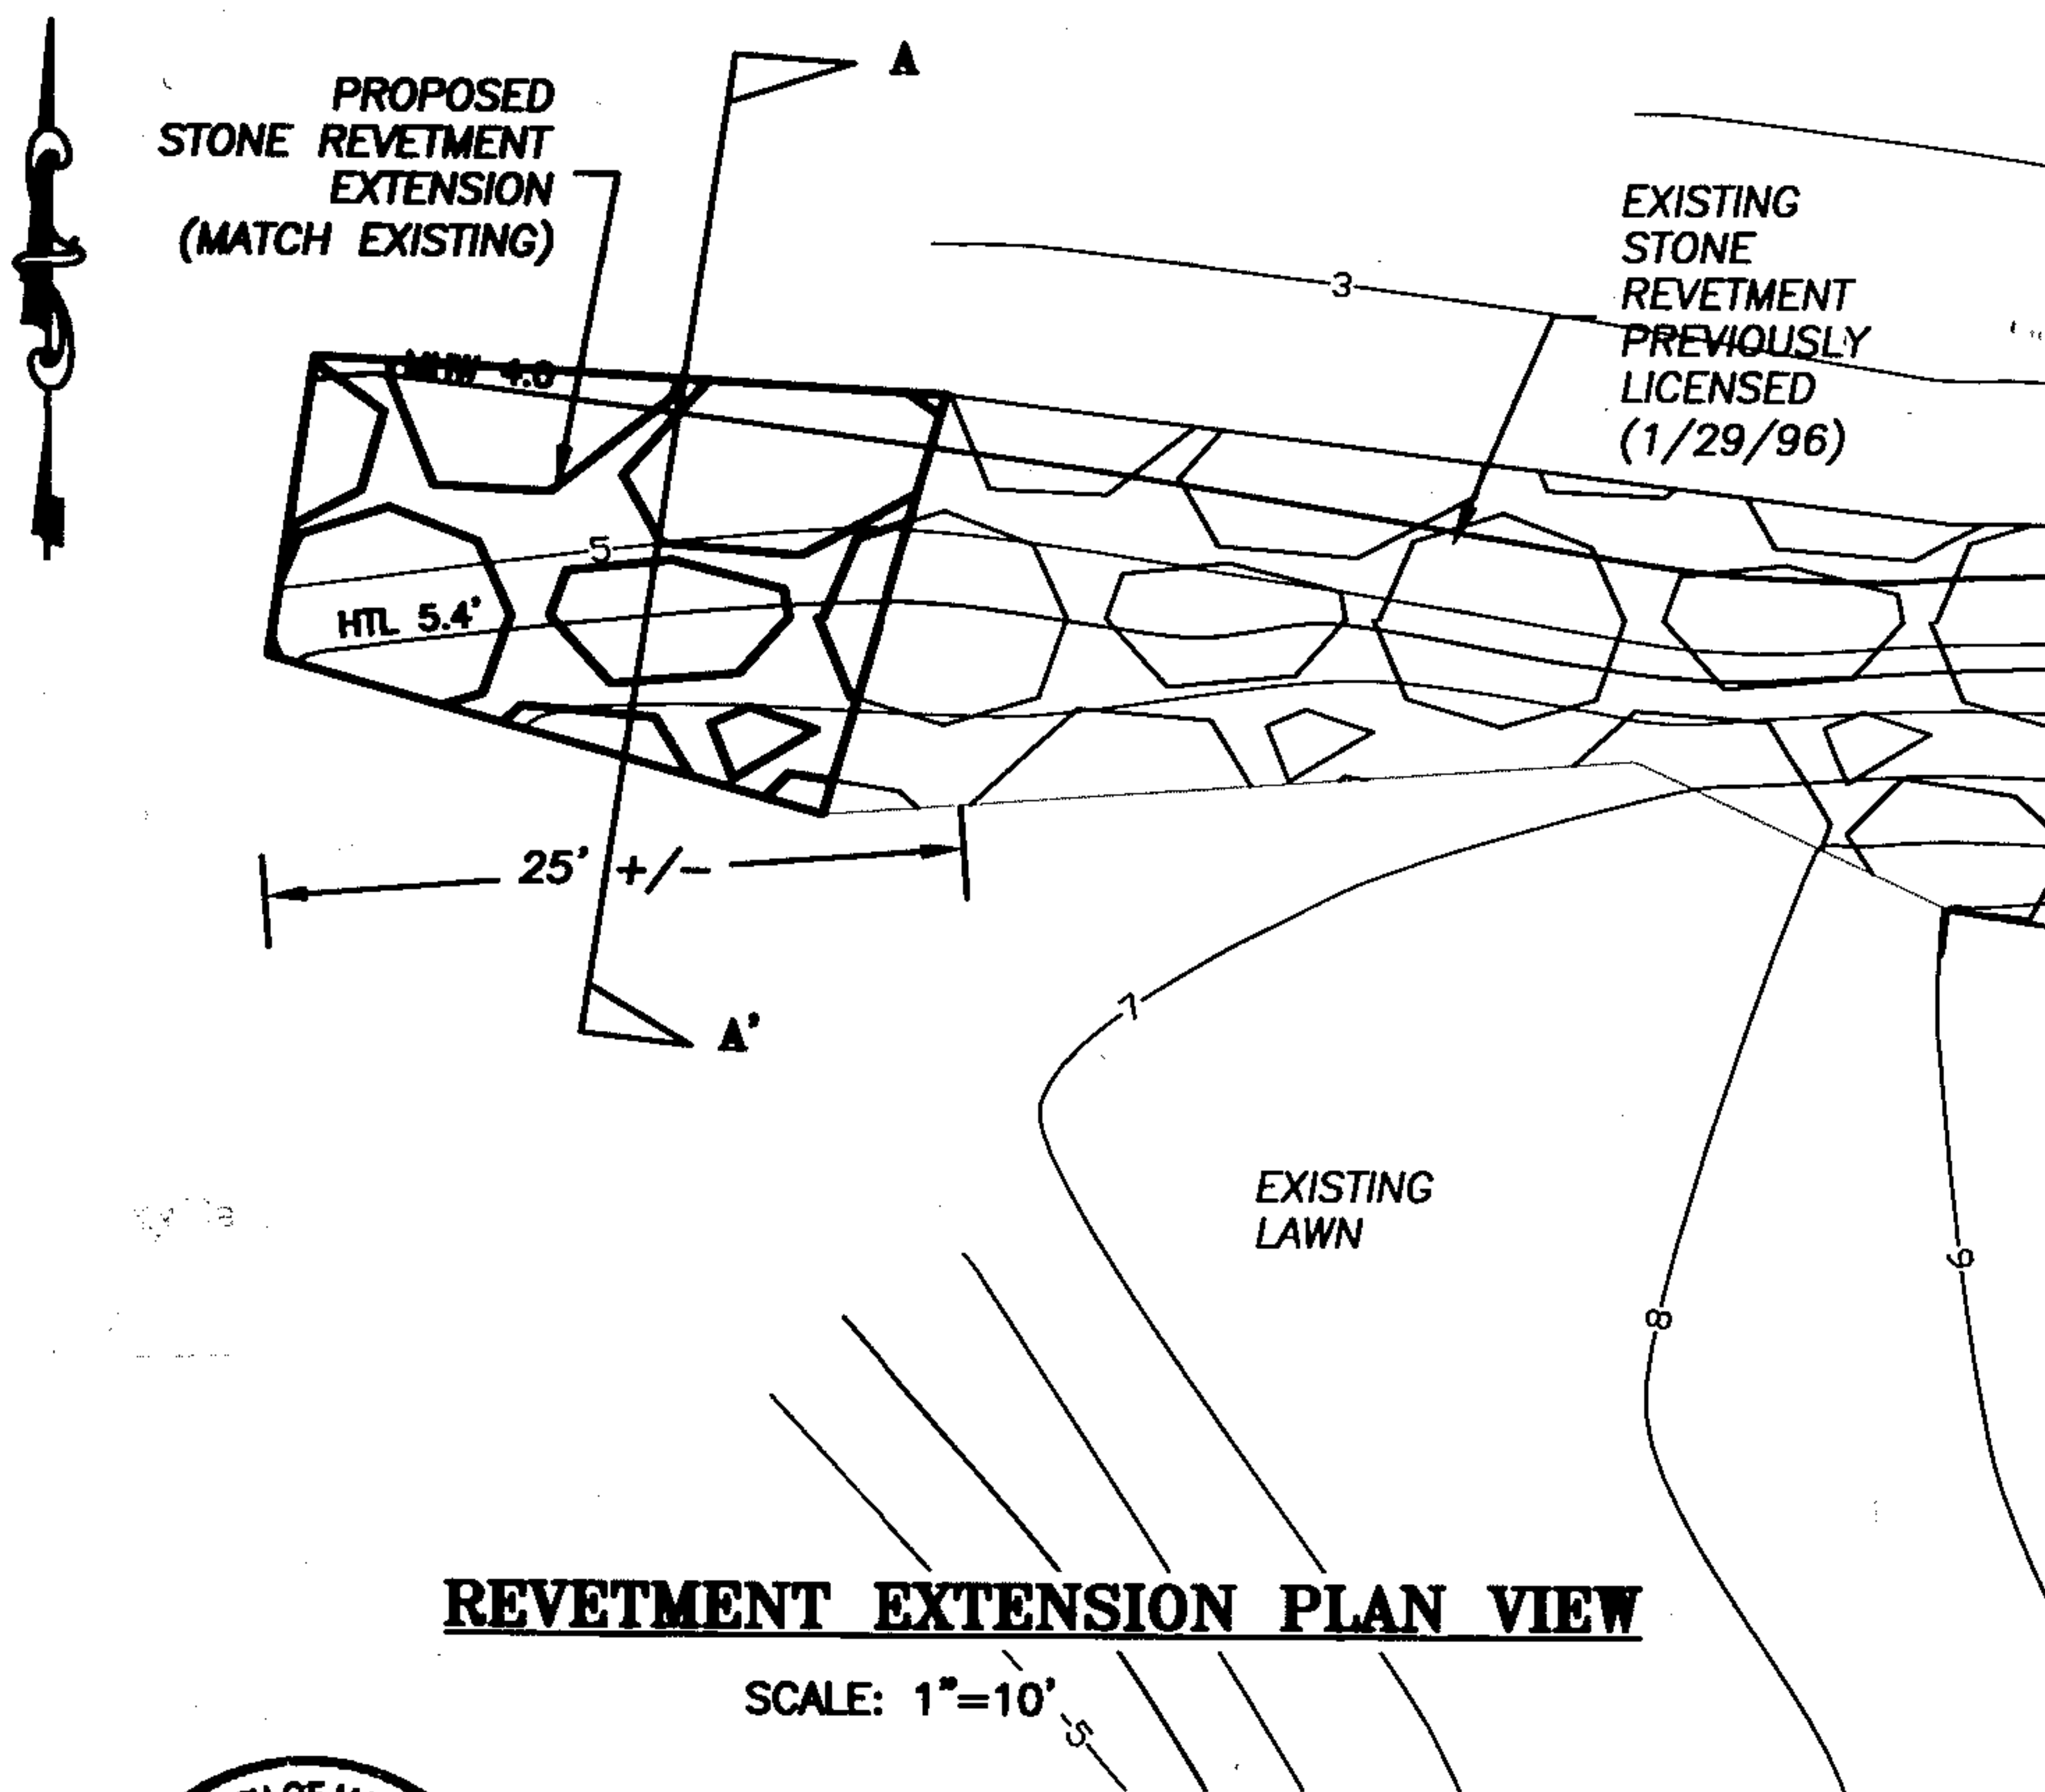 A
PROPOSED
STONE REVETMENT
EXTENSION
(MATCH EXISTING)
EXISTING
STONE
REVETMENT
PREVIOUSLY
LICENSED
(1/29/96)
3
5
HTL 5.4'
25' +/-
A'
7
EXISTING
LAWN
8
9
REVETMENT EXTENSION PLAN VIEW
SCALE: 1"=10'
5